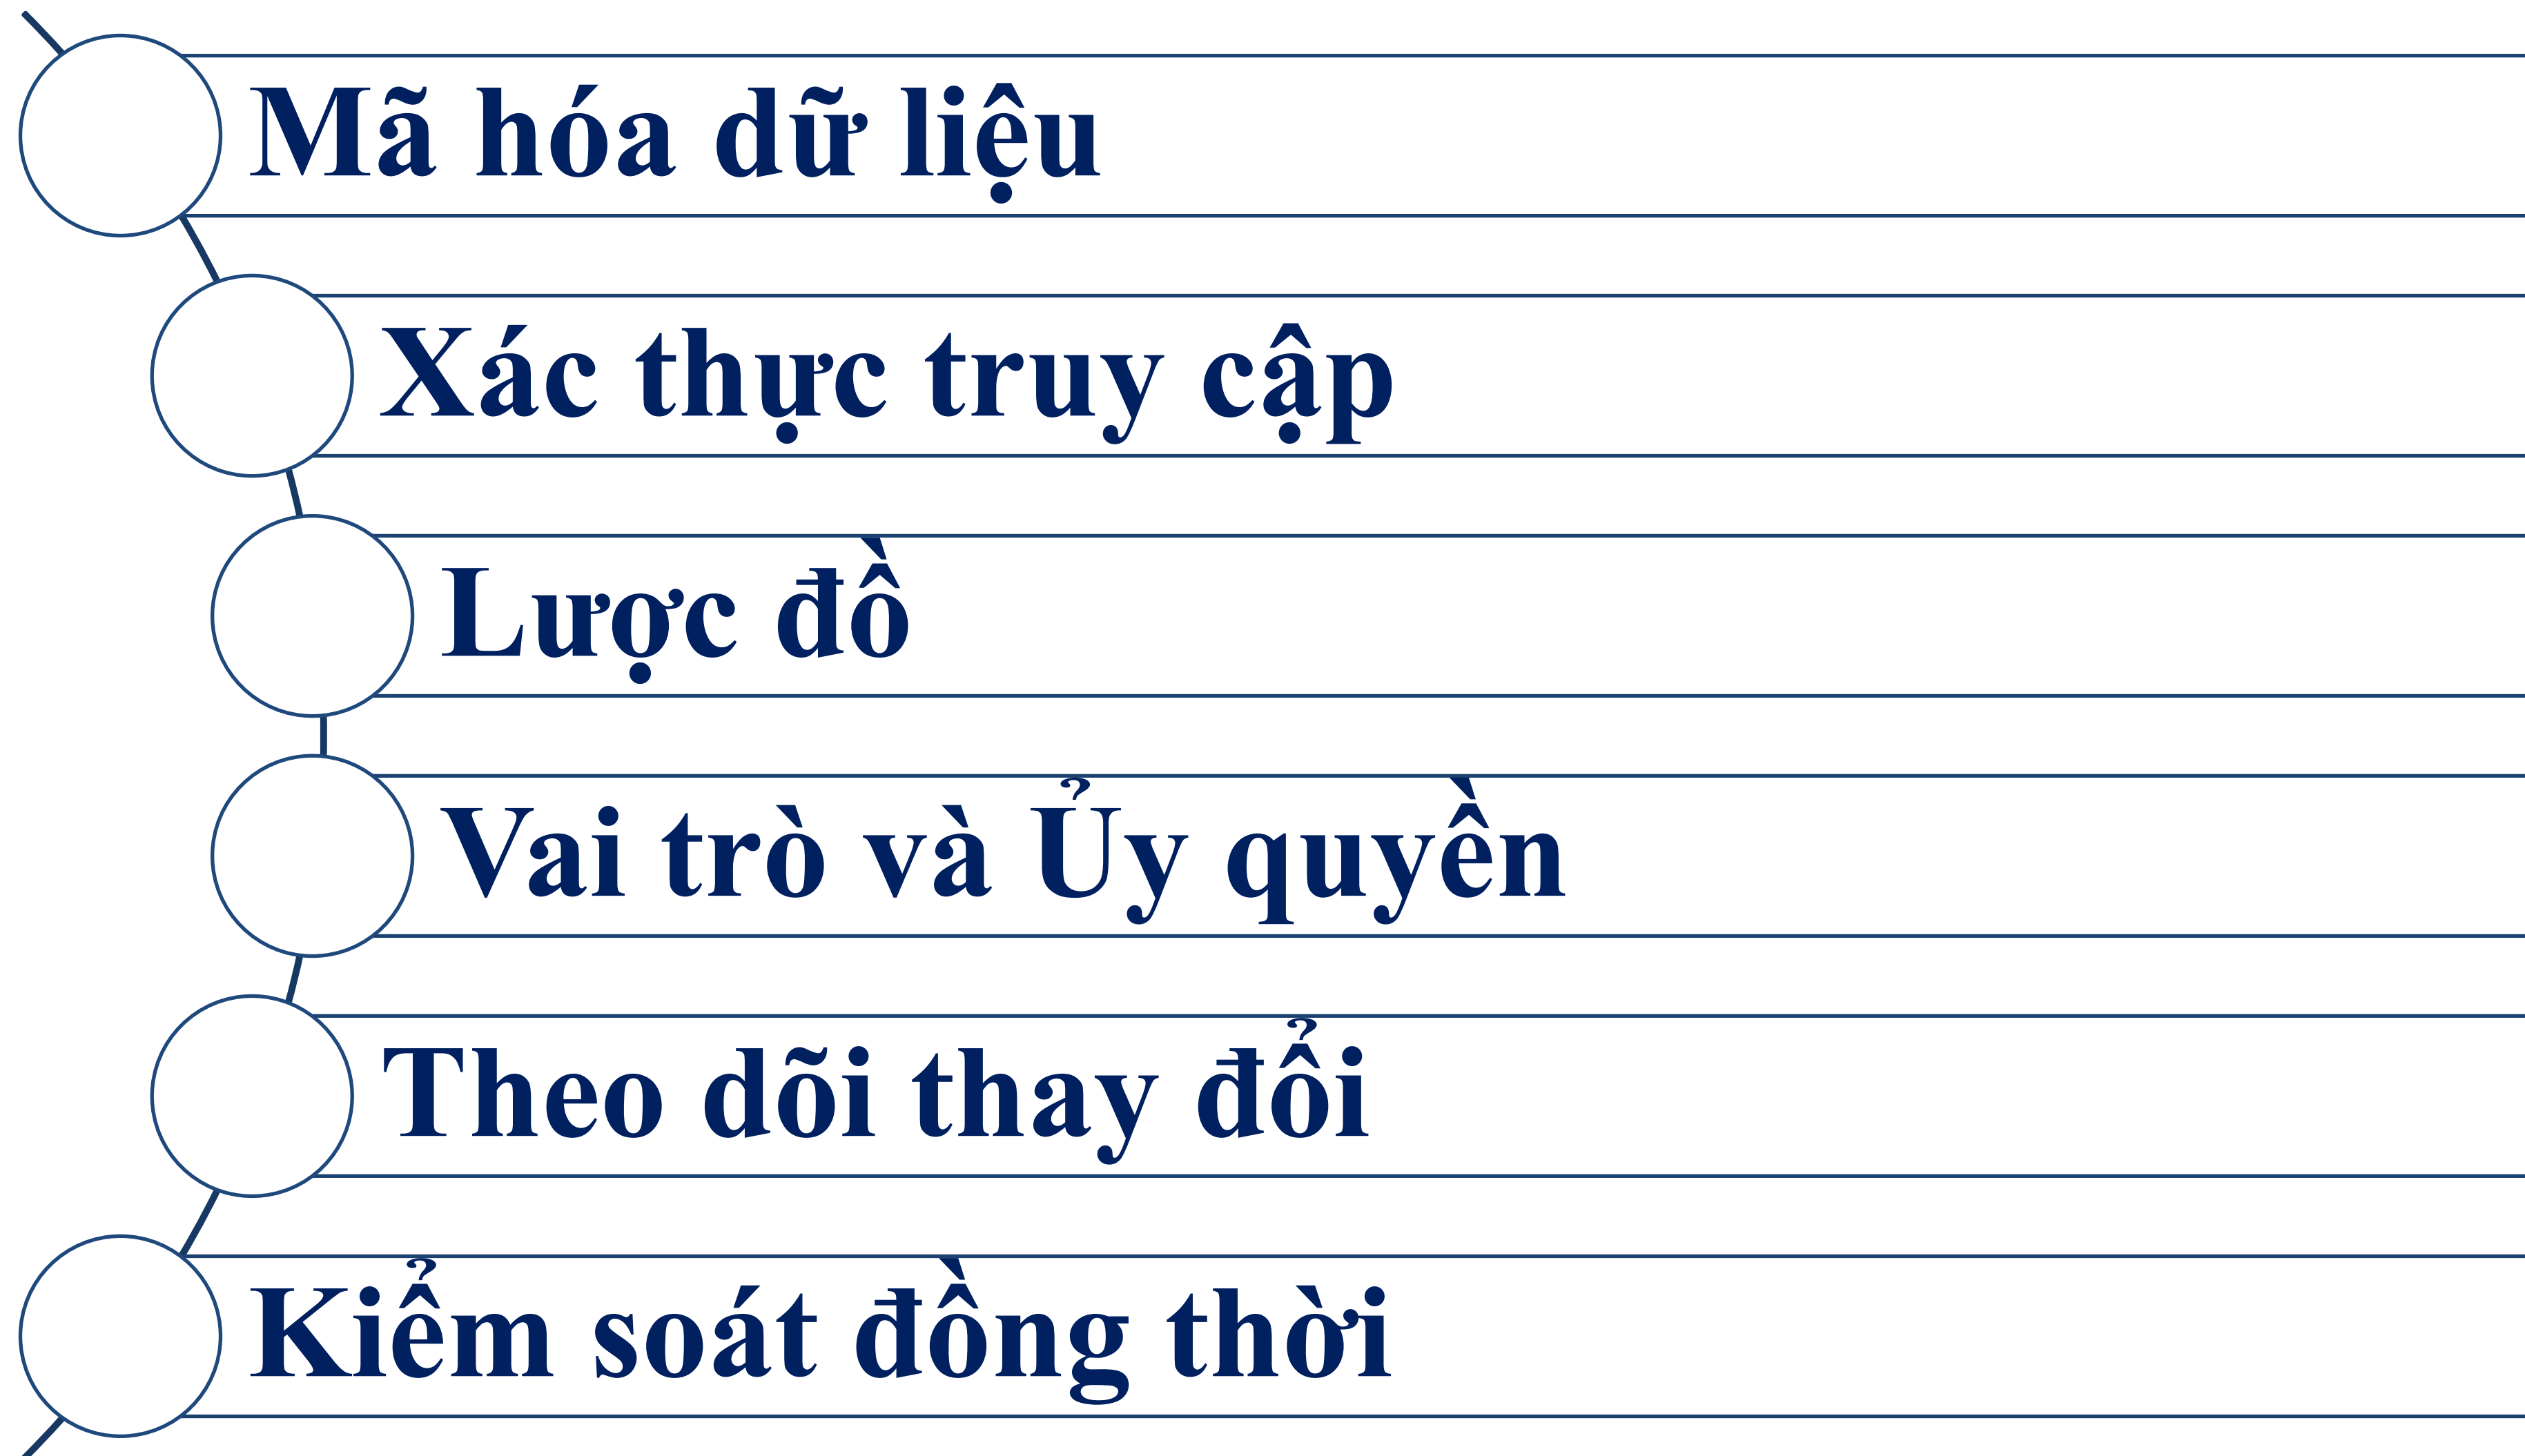 Mã hóa dữ liệu
Xác thực truy cập
Lược đồ
Vai trò và Ủy quyền
Theo dõi thay đổi
Kiểm soát đồng thời